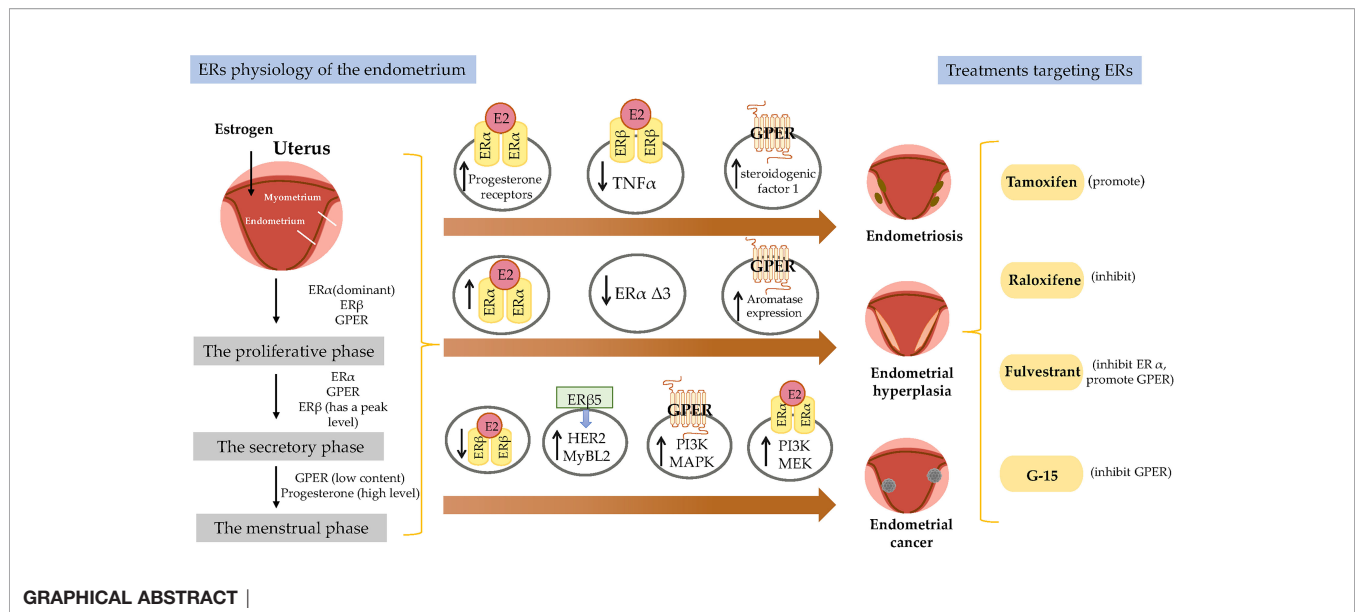 ERs physiology of the endometrium
Treatments targeting ERs
Estrogen
Uterus
Myometrium
Endometrium
ERα(dominant)
ERβ
GPER
The proliferative phase
ERα
GPER
ERβ (has a peak
level)
The secretory phase
GPER (low content)
Progesterone (high level)
The menstrual phase
E2
ERα
ERα
Progesterone
receptors
E2
ERβ
ERβ
TNFα
GPER
steroidogenic
factor 1
Endometriosis
E2
ERα
ERα
ERα Δ3
GPER
Aromatase
expression
Endometrial
hyperplasia
E2
ERβ
ERβ
ERβ5
HER2
MyBL2
GPER
PI3K
MAPK
E2
ERα
ERα
PI3K
MEK
Endometrial
cancer
Tamoxifen (promote)
Raloxifene (inhibit)
Fulvestrant (inhibit ER α,
promote GPER)
G-15 (inhibit GPER)
GRAPHICAL ABSTRACT |